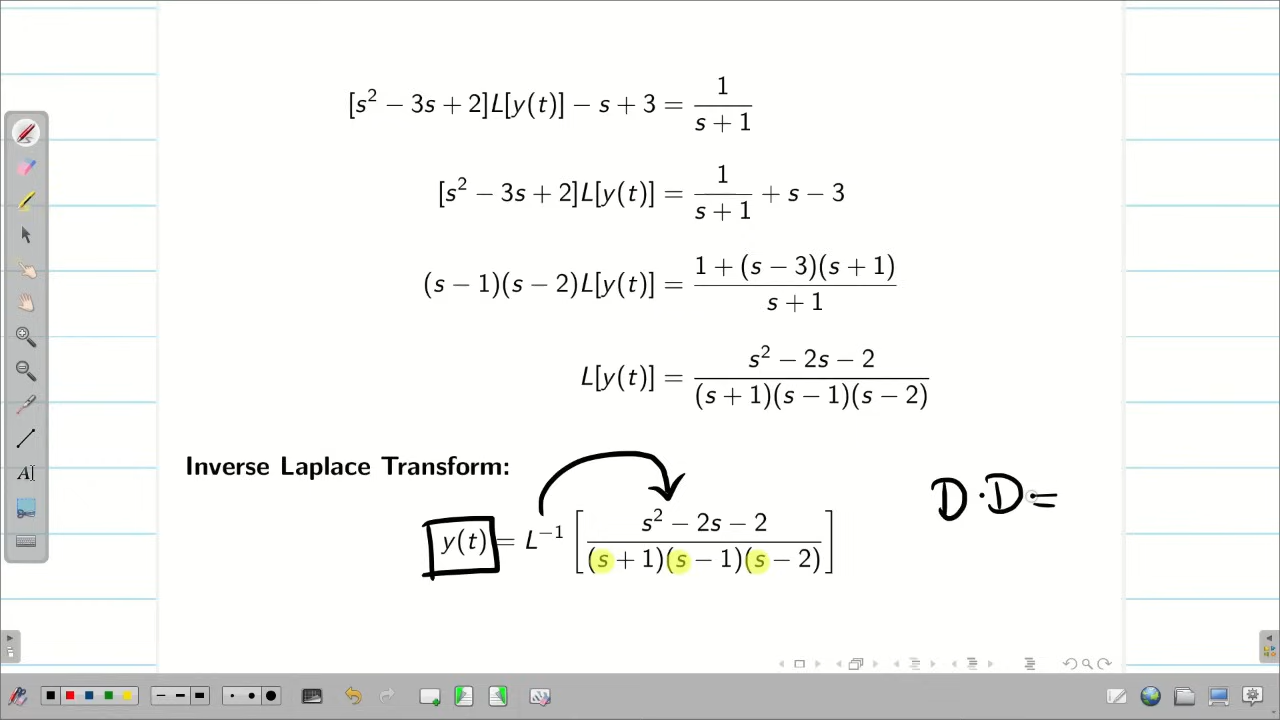 [s² − 3s + 2]L[y(t)] − s + 3 = 1/(s + 1)
[s² − 3s + 2]L[y(t)] = 1/(s + 1) + s − 3
(s − 1)(s − 2)L[y(t)] = (1 + (s − 3)(s + 1))/(s + 1)
L[y(t)] = (s² − 2s − 2)/((s + 1)(s − 1)(s − 2))
Inverse Laplace Transform:
D·D=
y(t) = L⁻¹ [(s² − 2s − 2)/((s + 1)(s − 1)(s − 2))]